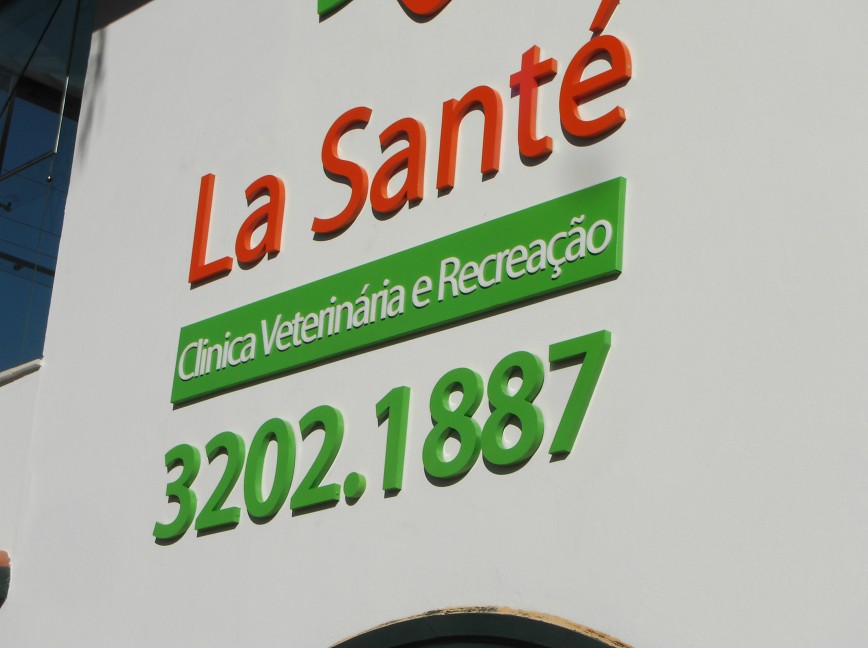 La Santé
Clinica Veterinária e Recreação
3202.1887